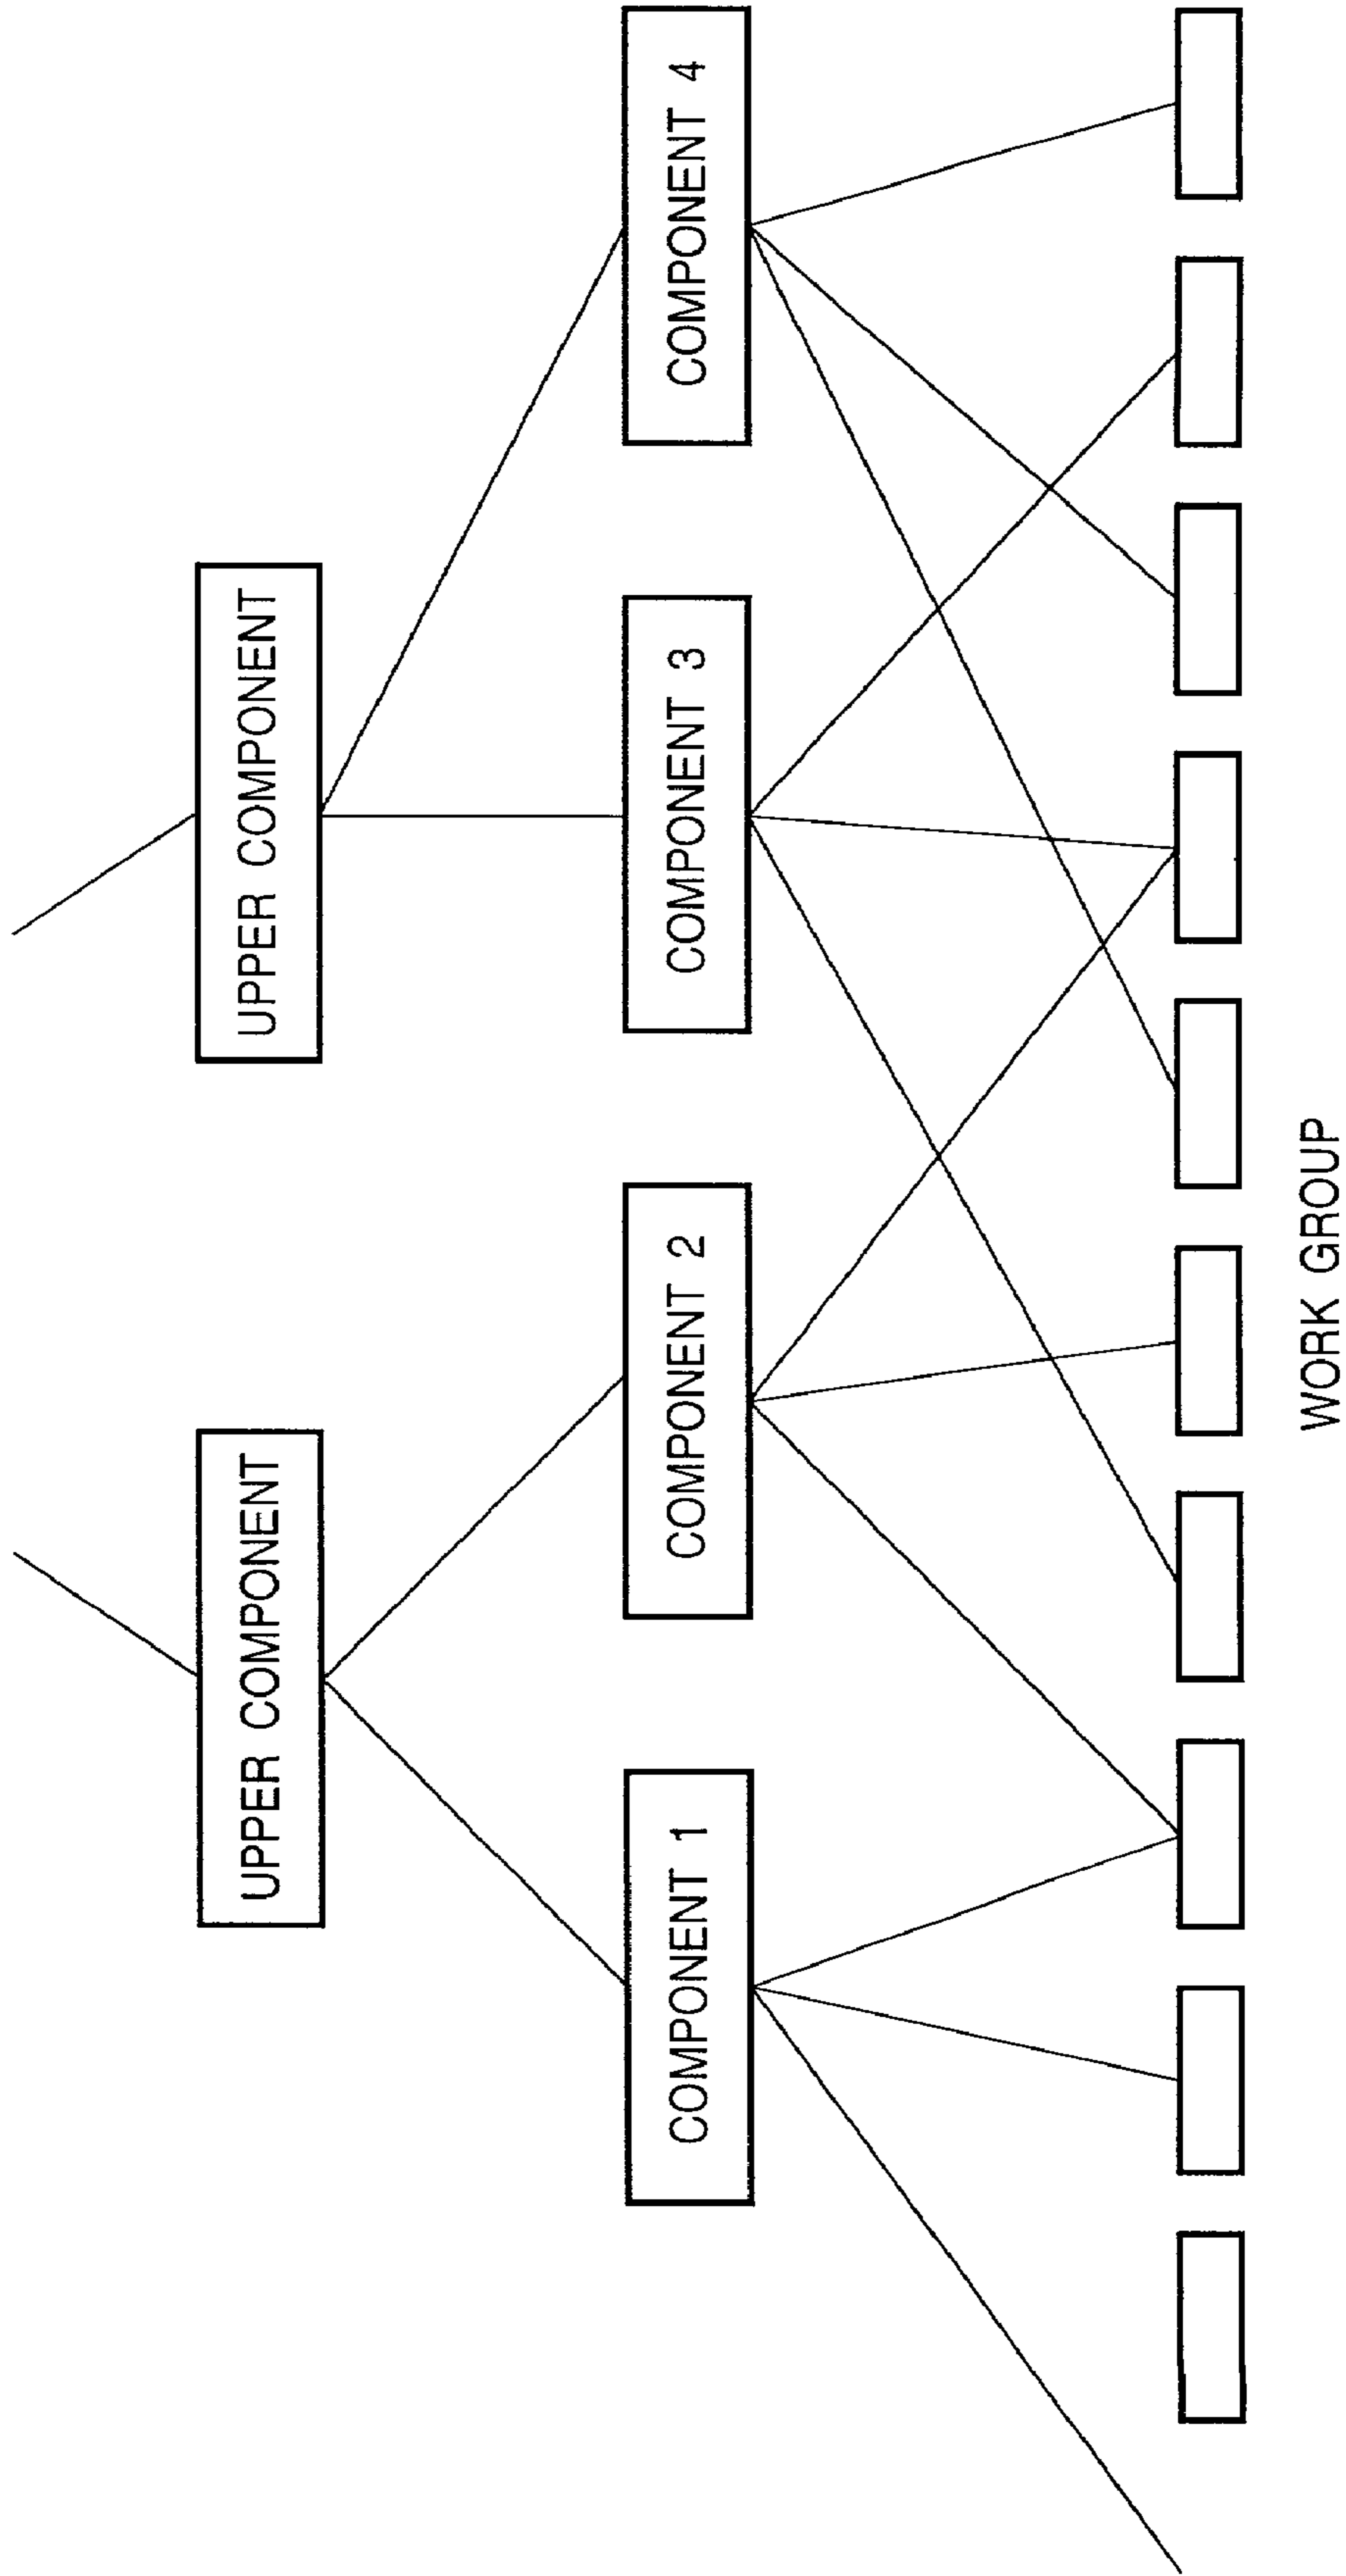 UPPER COMPONENT
UPPER COMPONENT
COMPONENT 1
COMPONENT 2
COMPONENT 3
COMPONENT 4
WORK GROUP